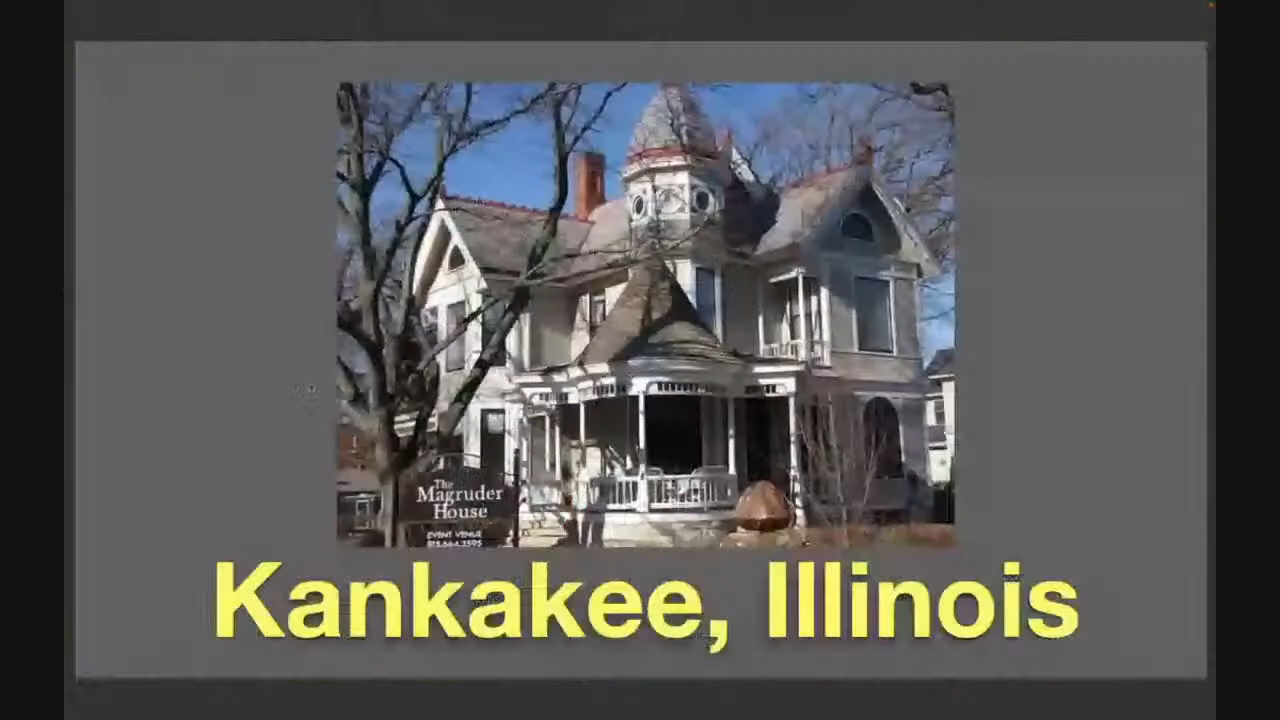 The
Magruder
House
EVENT VENUE
Kankakee, Illinois